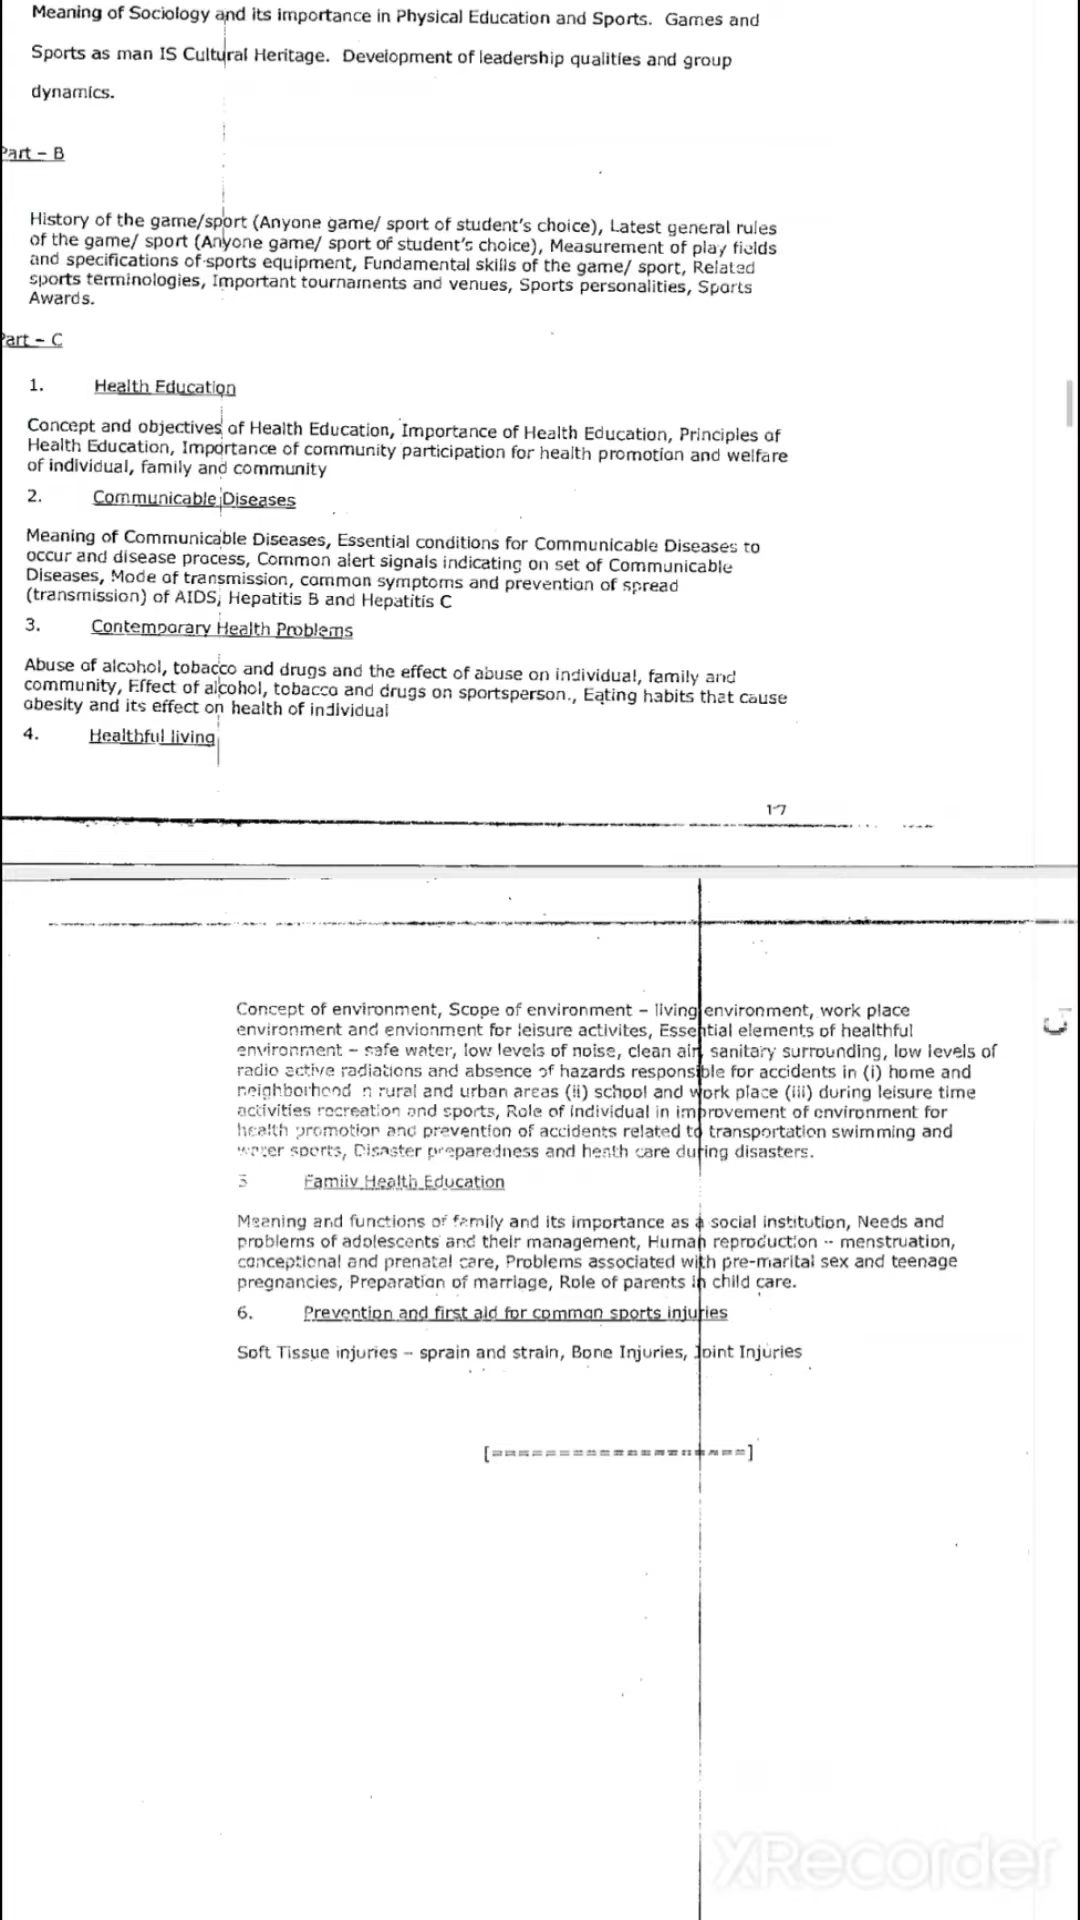 Meaning of Sociology and its importance in Physical Education and Sports. Games and
Sports as man IS Cultural Heritage. Development of leadership qualities and group
dynamics.
Part – B
History of the game/sport (Anyone game/ sport of student's choice), Latest general rules
of the game/ sport (Anyone game/ sport of student's choice), Measurement of play fields
and specifications of sports equipment, Fundamental skills of the game/ sport, Related
sports terminologies, Important tournaments and venues, Sports personalities, Sports
Awards.
Part – C
1. Health Education
Concept and objectives of Health Education, Importance of Health Education, Principles of
Health Education, Importance of community participation for health promotion and welfare
of individual, family and community
2. Communicable Diseases
Meaning of Communicable Diseases, Essential conditions for Communicable Diseases to
occur and disease process, Common alert signals indicating on set of Communicable
Diseases, Mode of transmission, common symptoms and prevention of spread
(transmission) of AIDS, Hepatitis B and Hepatitis C
3. Contemporary Health Problems
Abuse of alcohol, tobacco and drugs and the effect of abuse on individual, family and
community, Effect of alcohol, tobacco and drugs on sportsperson., Eating habits that cause
obesity and its effect on health of individual
4. Healthful living
17
Concept of environment, Scope of environment – living environment, work place
environment and envionment for leisure activites, Essential elements of healthful
environment – safe water, low levels of noise, clean air, sanitary surrounding, low levels of
radio active radiations and absence of hazards responsible for accidents in (i) home and
neighborhood n rural and urban areas (ii) school and work place (iii) during leisure time
activities recreation and sports, Role of individual in improvement of environment for
health promotion and prevention of accidents related to transportation swimming and
water sports, Disaster preparedness and henth care during disasters.
5 Family Health Education
Meaning and functions of family and its importance as a social institution, Needs and
problems of adolescents and their management, Human reproduction -- menstruation,
conceptional and prenatal care, Problems associated with pre-marital sex and teenage
pregnancies, Preparation of marriage, Role of parents in child care.
6. Prevention and first aid for common sports injuries
Soft Tissue injuries – sprain and strain, Bone Injuries, Joint Injuries
[===================]
XRecorder